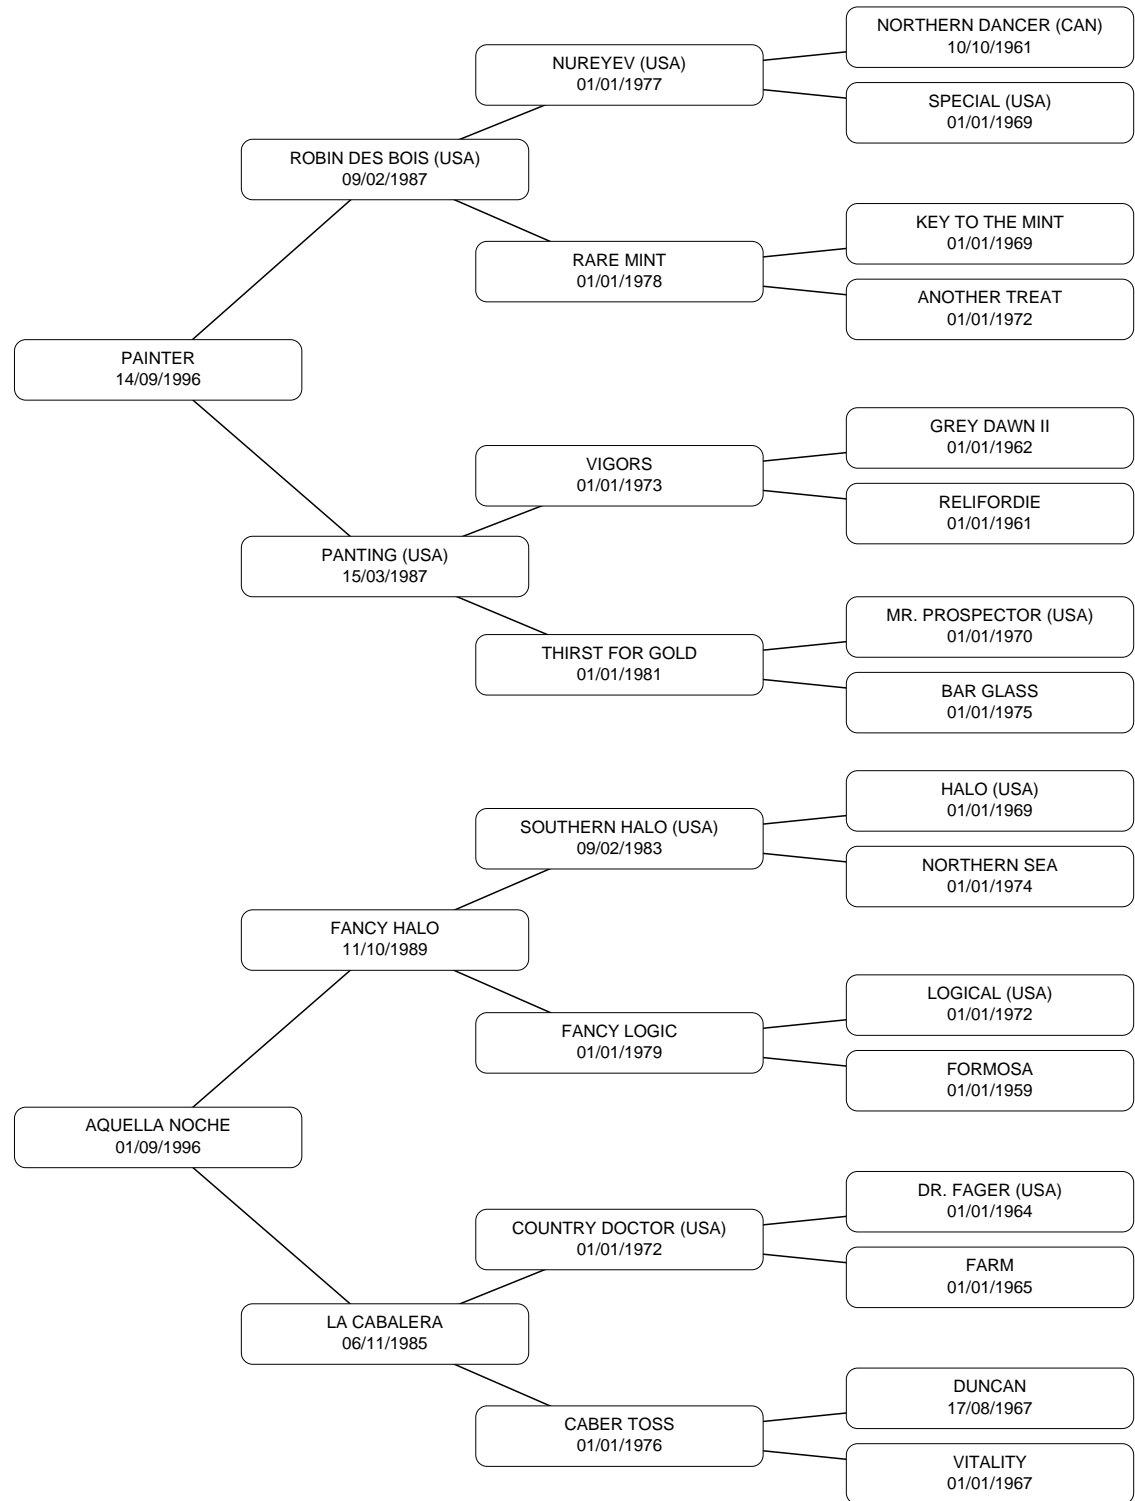 NORTHERN DANCER (CAN)
10/10/1961
NUREYEV (USA)
01/01/1977
SPECIAL (USA)
01/01/1969
ROBIN DES BOIS (USA)
09/02/1987
KEY TO THE MINT
01/01/1969
RARE MINT
01/01/1978
ANOTHER TREAT
01/01/1972
PAINTER
14/09/1996
GREY DAWN II
01/01/1962
VIGORS
01/01/1973
RELIFORDIE
01/01/1961
PANTING (USA)
15/03/1987
MR. PROSPECTOR (USA)
01/01/1970
THIRST FOR GOLD
01/01/1981
BAR GLASS
01/01/1975
HALO (USA)
01/01/1969
SOUTHERN HALO (USA)
09/02/1983
NORTHERN SEA
01/01/1974
FANCY HALO
11/10/1989
LOGICAL (USA)
01/01/1972
FANCY LOGIC
01/01/1979
FORMOSA
01/01/1959
AQUELLA NOCHE
01/09/1996
DR. FAGER (USA)
01/01/1964
COUNTRY DOCTOR (USA)
01/01/1972
FARM
01/01/1965
LA CABALERA
06/11/1985
DUNCAN
17/08/1967
CABER TOSS
01/01/1976
VITALITY
01/01/1967